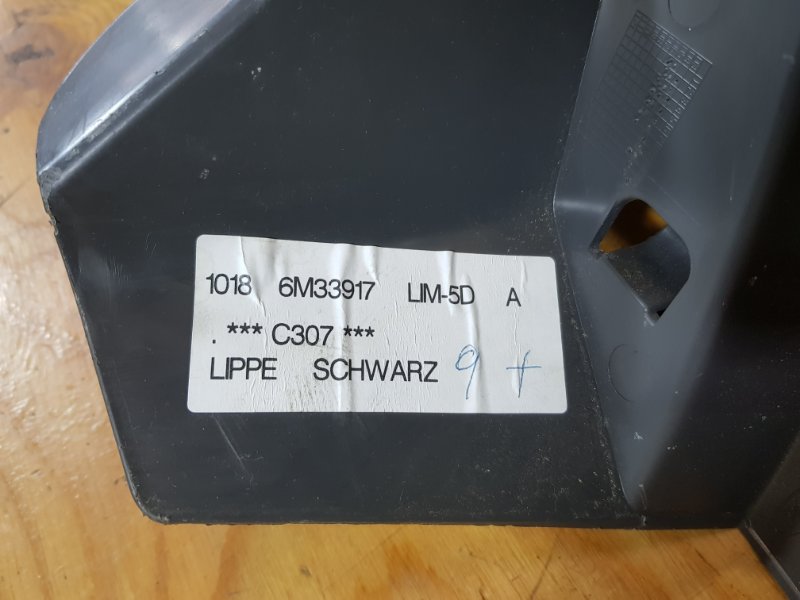 1018 6M33917 LIM-5D A
. *** C307 ***
LIPPE SCHWARZ 9 +